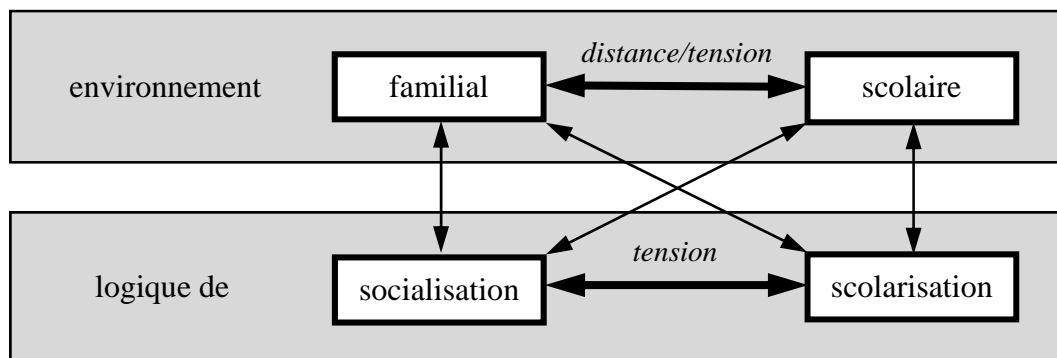 distance/tension
environnement familial scolaire
tension
logique de socialisation scolarisation